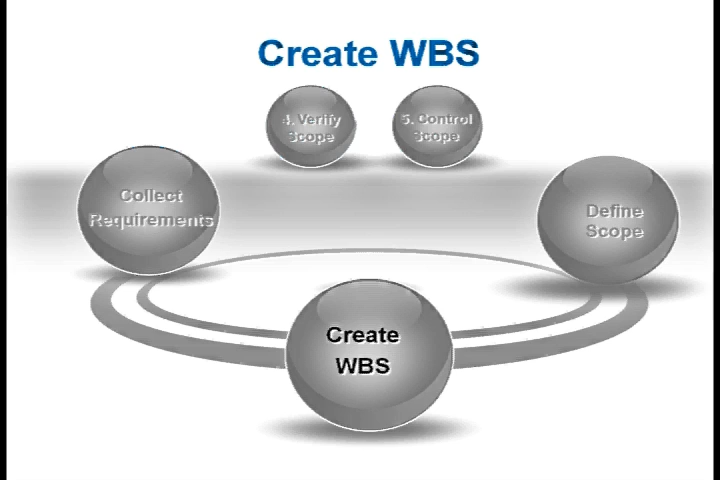 Create WBS
4. Verify
Scope
5. Control
Scope
Collect
Requirements
Define
Scope
Create
WBS